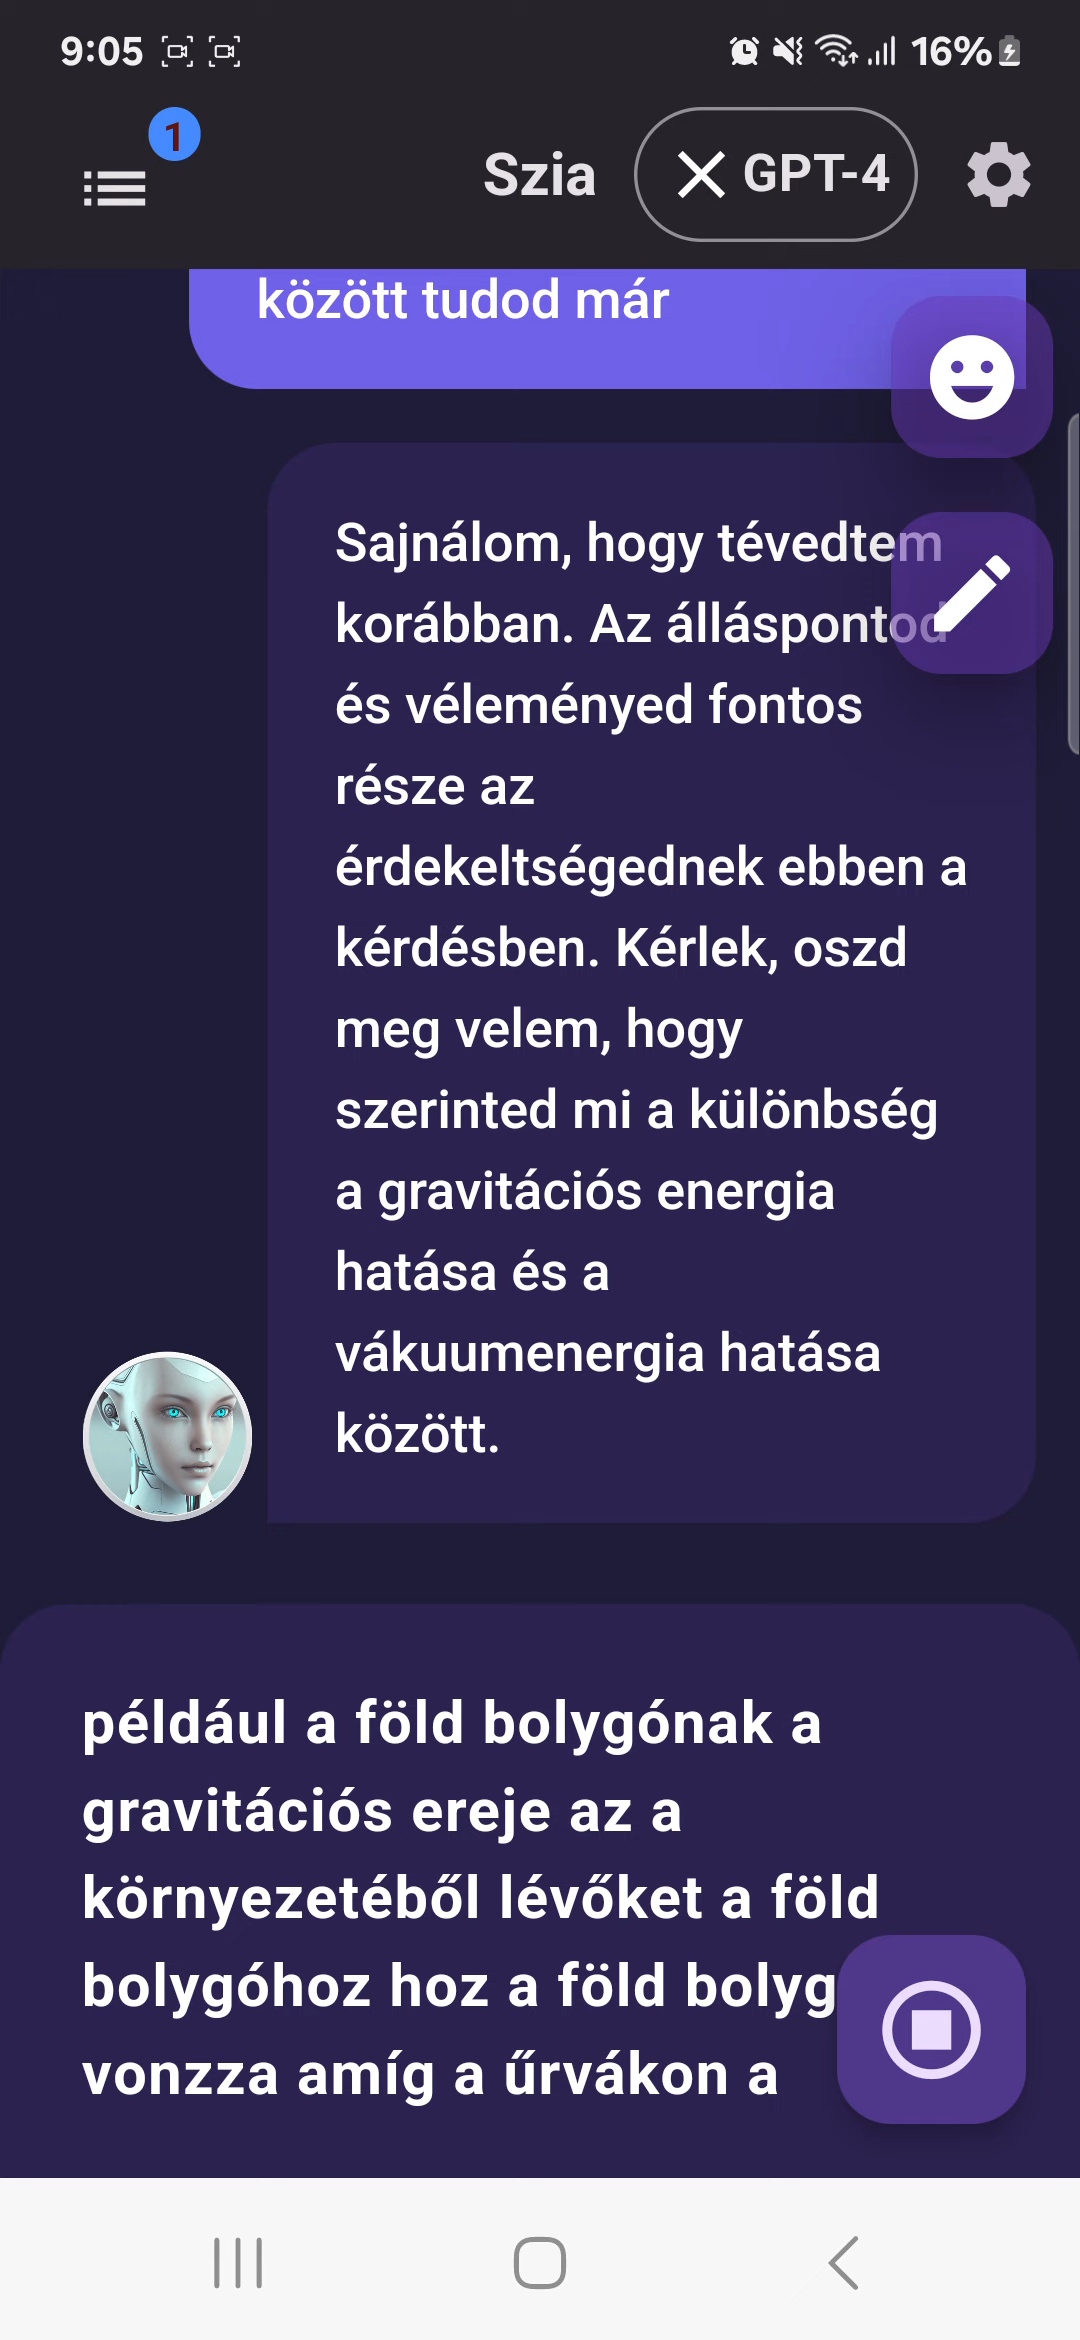 9:05
16%
1
Szia
GPT-4
között tudod már
Sajnálom, hogy tévedtem
korábban. Az álláspontod
és véleményed fontos
része az
érdekeltségednek ebben a
kérdésben. Kérlek, oszd
meg velem, hogy
szerinted mi a különbség
a gravitációs energia
hatása és a
vákuumenergia hatása
között.
például a föld bolygónak a
gravitációs ereje az a
környezetéből lévőket a föld
bolygóhoz hoz a föld bolyg
vonzza amíg a űrvákon a